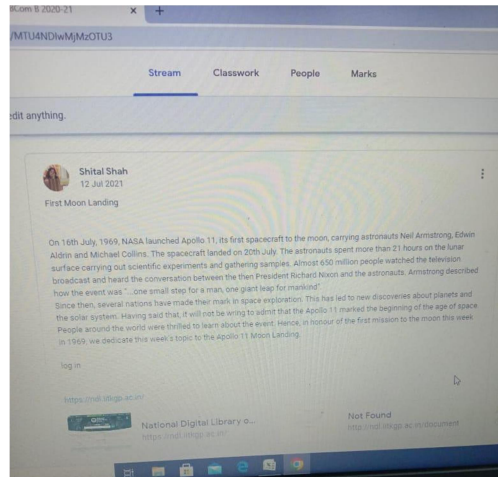 BCom B 2020-21
/MTU4NDIwMjMzOTU3
Stream Classwork People Marks
edit anything.
Shital Shah
12 Jul 2021
First Moon Landing
On 16th July, 1969, NASA launched Apollo 11, its first spacecraft to the moon, carrying astronauts Neil Armstrong, Edwin
Aldrin and Michael Collins. The spacecraft landed on 20th July. The astronauts spent more than 21 hours on the lunar
surface carrying out scientific experiments and gathering samples. Almost 650 million people watched the television
broadcast and heard the conversation between the then President Richard Nixon and the astronauts. Armstrong described
how the event was "...one small step for a man, one giant leap for mankind".
Since then, several nations have made their mark in space exploration. This has led to new discoveries about planets and
the solar system. Having said that, it will not be wring to admit that the Apollo 11 marked the beginning of the age of space.
People around the world were thrilled to learn about the event. Hence, in honour of the first mission to the moon this week
in 1969, we dedicate this week's topic to the Apollo 11 Moon Landing.
log in
https://ndl.iitkgp.ac.in/
National Digital Library o...
https://ndl.iitkgp.ac.in/
Not Found
http://ndl.iitkgp.ac.in/document